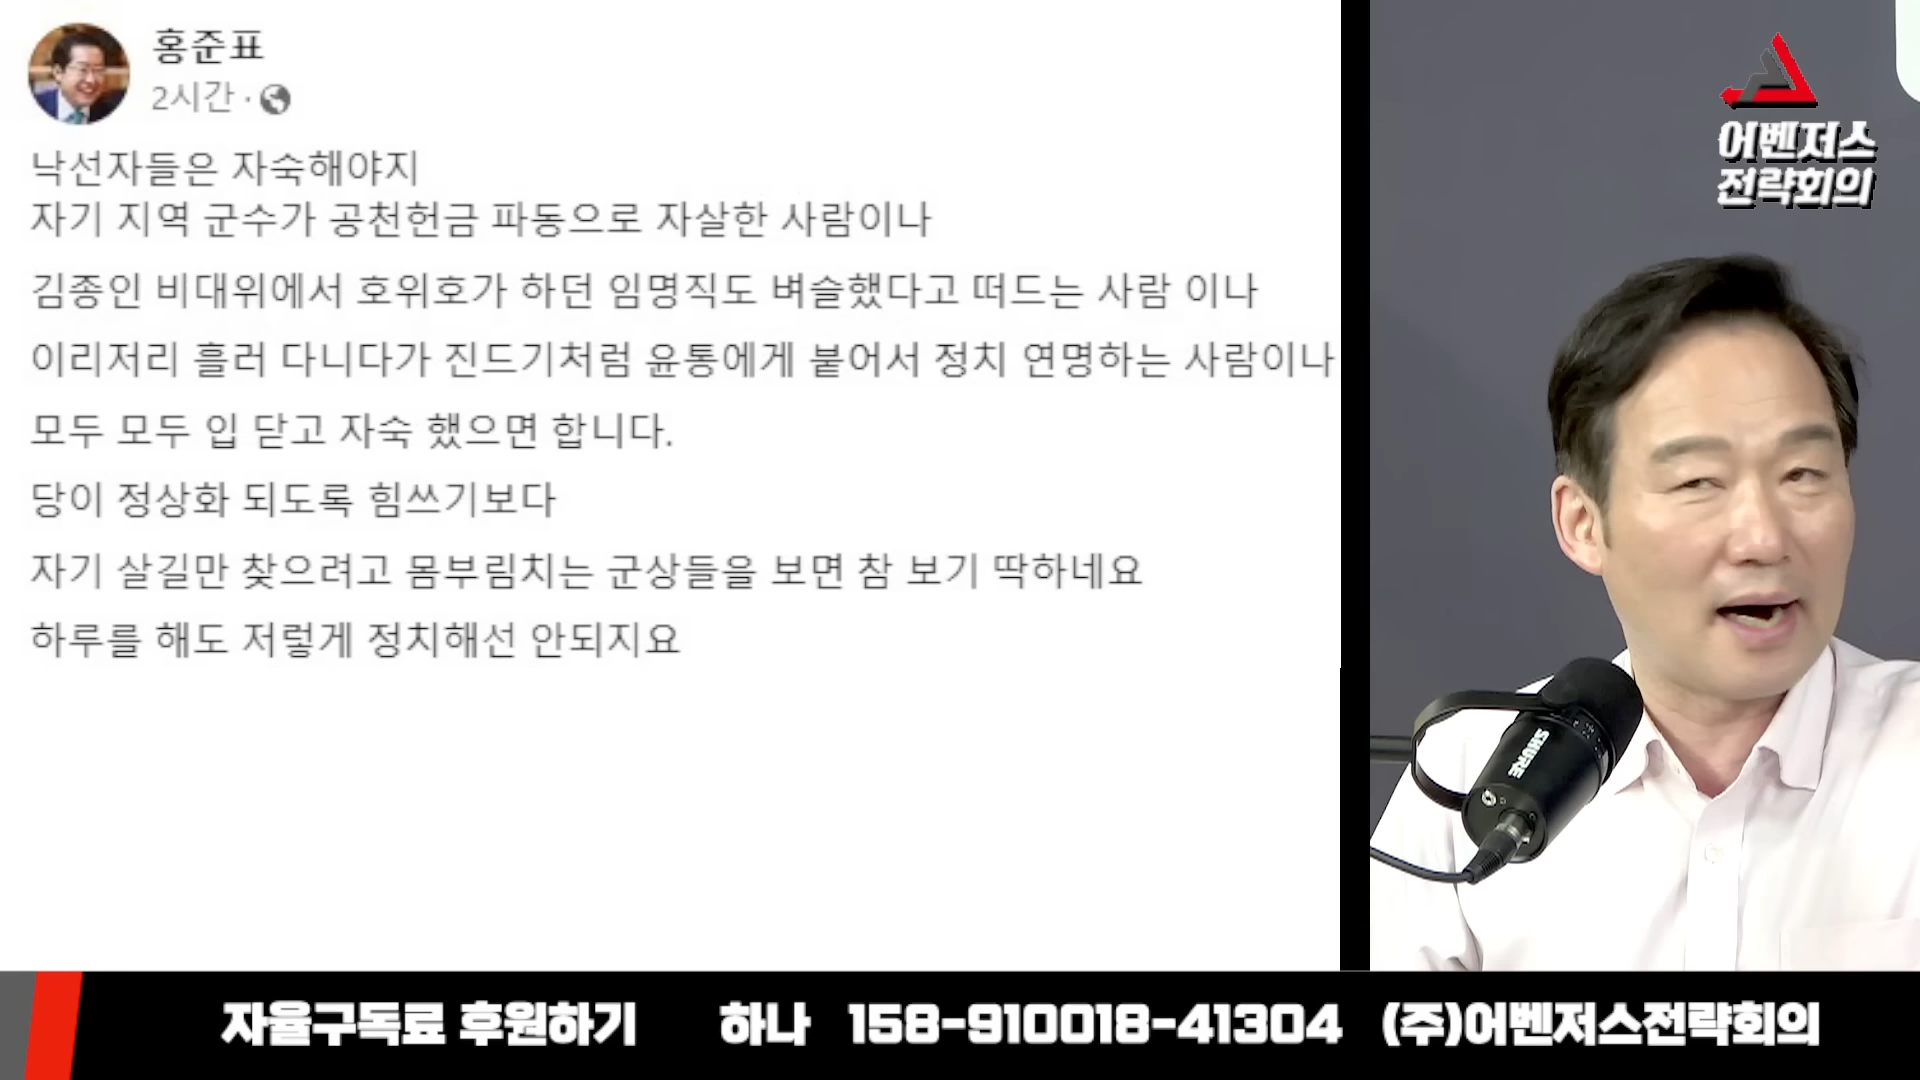 홍준표
2시간 ·
낙선자들은 자숙해야지
자기 지역 군수가 공천헌금 파동으로 자살한 사람이나
김종인 비대위에서 호위호가 하던 임명직도 벼슬했다고 떠드는 사람 이나
이리저리 흘러 다니다가 진드기처럼 윤통에게 붙어서 정치 연명하는 사람이나
모두 모두 입 닫고 자숙 했으면 합니다.
당이 정상화 되도록 힘쓰기보다
자기 살길만 찾으려고 몸부림치는 군상들을 보면 참 보기 딱하네요
하루를 해도 저렇게 정치해선 안되지요
어벤저스
전략회의
SHURE
자율구독료 후원하기 하나 158-910018-41304 (주)어벤저스전략회의